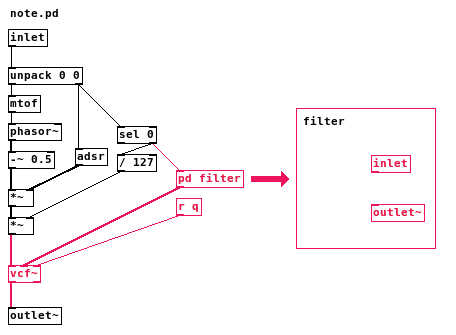 note.pd
inlet
unpack 0 0
mtof
phasor~
-~ 0.5
adsr
sel 0
/ 127
*~
*~
pd filter
r q
vcf~
outlet~
filter
inlet
outlet~